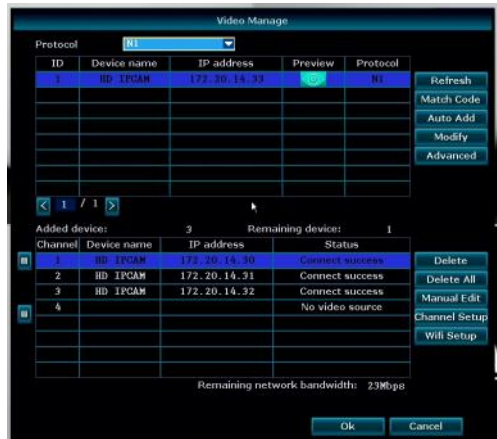 Video Manage
Protocol N1
ID Device name IP address Preview Protocol
1 HD IPCAM 172.20.14.33 N1
Refresh
Match Code
Auto Add
Modify
Advanced
< 1 / 1 >
Added device: 3 Remaining device: 1
Channel Device name IP address Status
1 HD IPCAM 172.20.14.30 Connect success
2 HD IPCAM 172.20.14.31 Connect success
3 HD IPCAM 172.20.14.32 Connect success
4 No video source
Delete
Delete All
Manual Edit
Channel Setup
Wifi Setup
Remaining network bandwidth: 23Mbps
Ok Cancel